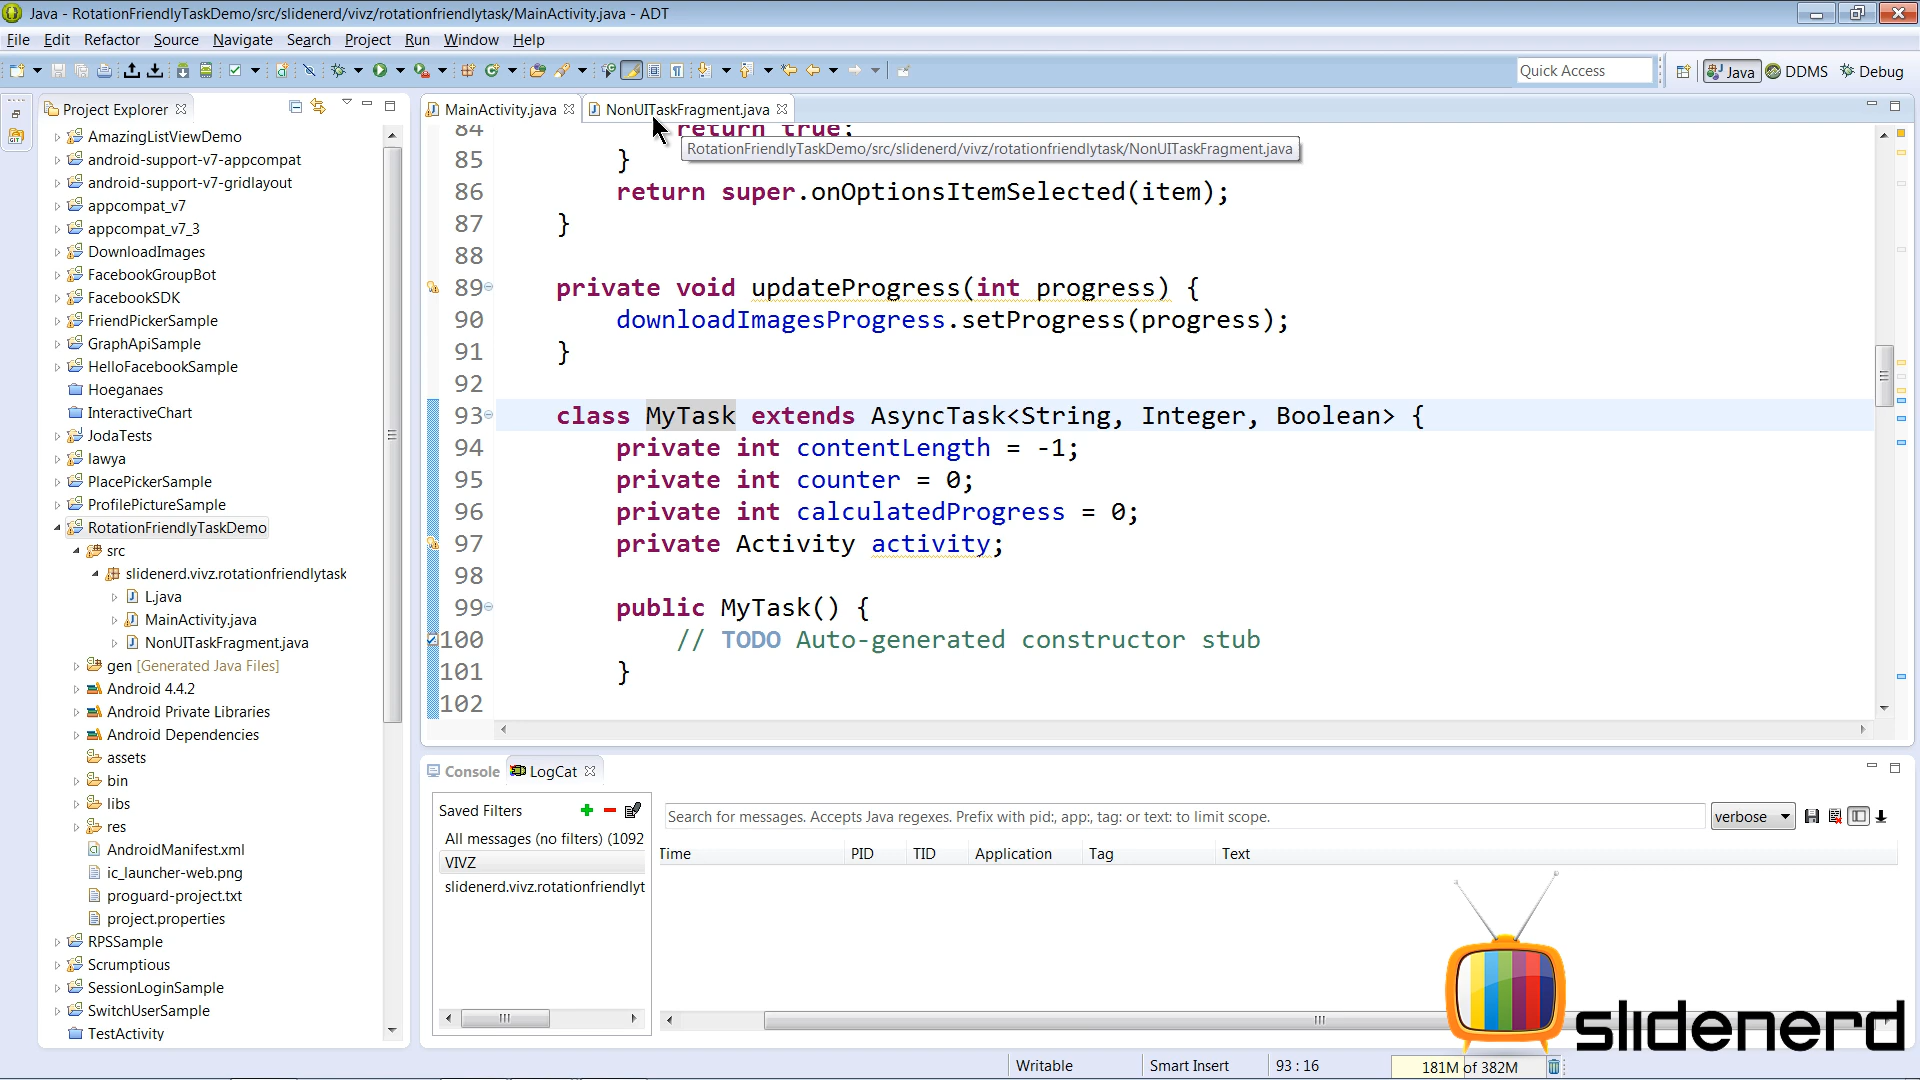 Java - RotationFriendlyTaskDemo/src/slidenerd/vivz/rotationfriendlytask/MainActivity.java - ADT
File Edit Refactor Source Navigate Search Project Run Window Help
Quick Access
Java DDMS Debug
Project Explorer
AmazingListViewDemo
android-support-v7-appcompat
android-support-v7-gridlayout
appcompat_v7
appcompat_v7_3
DownloadImages
FacebookGroupBot
FacebookSDK
FriendPickerSample
GraphApiSample
HelloFacebookSample
Hoeganaes
InteractiveChart
JodaTests
lawya
PlacePickerSample
ProfilePictureSample
RotationFriendlyTaskDemo
src
slidenerd.vivz.rotationfriendlytask
L.java
MainActivity.java
NonUITaskFragment.java
gen [Generated Java Files]
Android 4.4.2
Android Private Libraries
Android Dependencies
assets
bin
libs
res
AndroidManifest.xml
ic_launcher-web.png
proguard-project.txt
project.properties
RPSSample
Scrumptious
SessionLoginSample
SwitchUserSample
TestActivity
MainActivity.java NonUITaskFragment.java
84 return true;
RotationFriendlyTaskDemo/src/slidenerd/vivz/rotationfriendlytask/NonUITaskFragment.java
85 }
86 return super.onOptionsItemSelected(item);
87 }
88
89 private void updateProgress(int progress) {
90 downloadImagesProgress.setProgress(progress);
91 }
92
93 class MyTask extends AsyncTask<String, Integer, Boolean> {
94 private int contentLength = -1;
95 private int counter = 0;
96 private int calculatedProgress = 0;
97 private Activity activity;
98
99 public MyTask() {
100 // TODO Auto-generated constructor stub
101 }
102
Console LogCat
Saved Filters
All messages (no filters) (1092
VIVZ
slidenerd.vivz.rotationfriendlyt
Search for messages. Accepts Java regexes. Prefix with pid:, app:, tag: or text: to limit scope.
verbose
Time PID TID Application Tag Text
slidenerd
Writable Smart Insert 93 : 16 181M of 382M